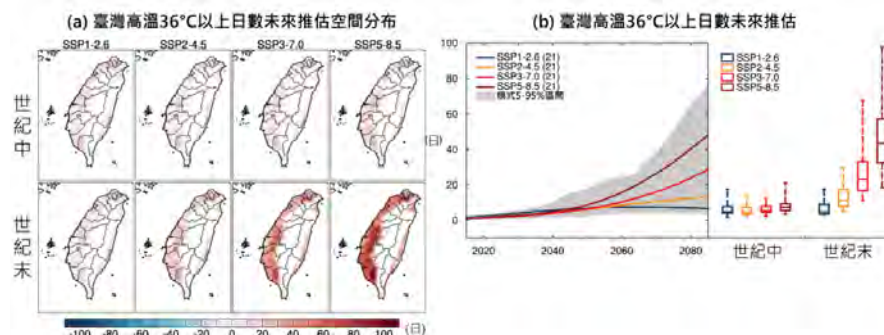 (a) 臺灣高溫36°C以上日數未來推估空間分布
SSP1-2.6 SSP2-4.5 SSP3-7.0 SSP5-8.5
世紀中
世紀末
-100 -80 -60 -40 -20 0 20 40 60 80 100 (日)
(b) 臺灣高溫36°C以上日數未來推估
(日)
100
80
60
40
20
0
SSP1-2.6 (21)
SSP2-4.5 (21)
SSP3-7.0 (21)
SSP5-8.5 (21)
模式5-95%區間
2020 2040 2060 2080
SSP1-2.6
SSP2-4.5
SSP3-7.0
SSP5-8.5
世紀中 世紀末